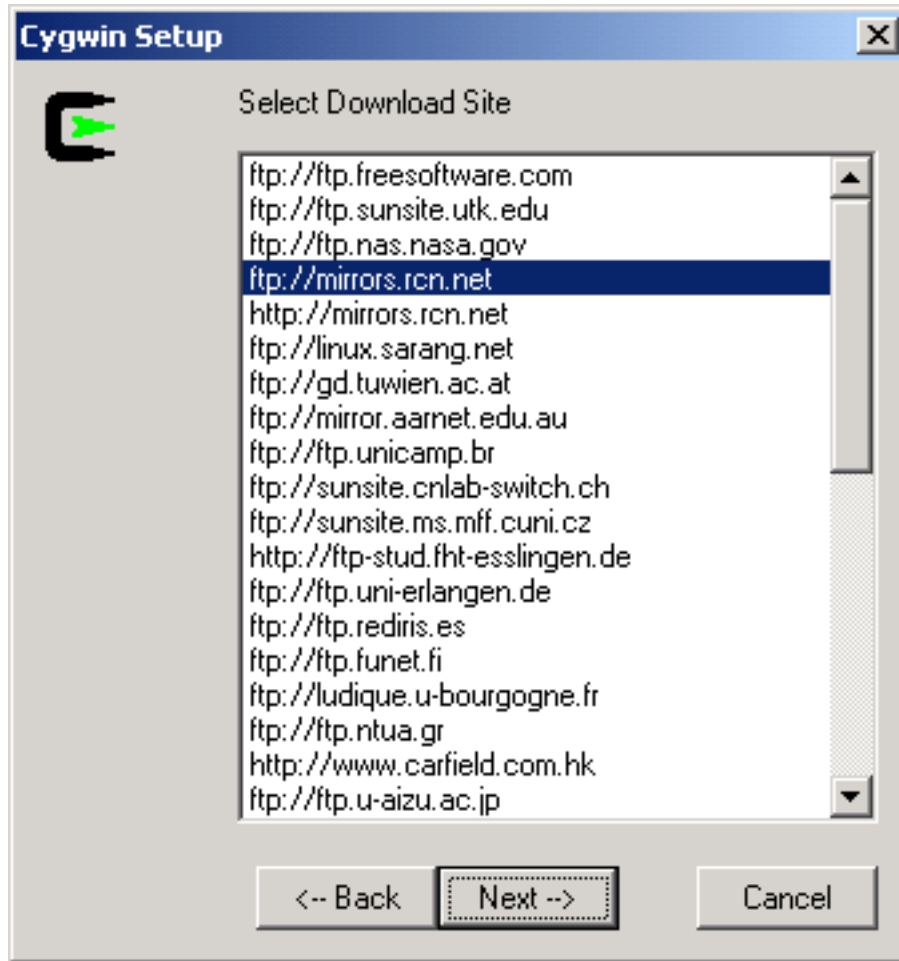 Cygwin Setup
Select Download Site
ftp://ftp.freesoftware.com
ftp://ftp.sunsite.utk.edu
ftp://ftp.nas.nasa.gov
ftp://mirrors.rcn.net
http://mirrors.rcn.net
ftp://linux.sarang.net
ftp://gd.tuwien.ac.at
ftp://mirror.aarnet.edu.au
ftp://ftp.unicamp.br
ftp://sunsite.cnlab-switch.ch
ftp://sunsite.ms.mff.cuni.cz
http://ftp-stud.fht-esslingen.de
ftp://ftp.uni-erlangen.de
ftp://ftp.rediris.es
ftp://ftp.funet.fi
ftp://ludique.u-bourgogne.fr
ftp://ftp.ntua.gr
http://www.carfield.com.hk
ftp://ftp.u-aizu.ac.jp
<-- Back Next --> Cancel